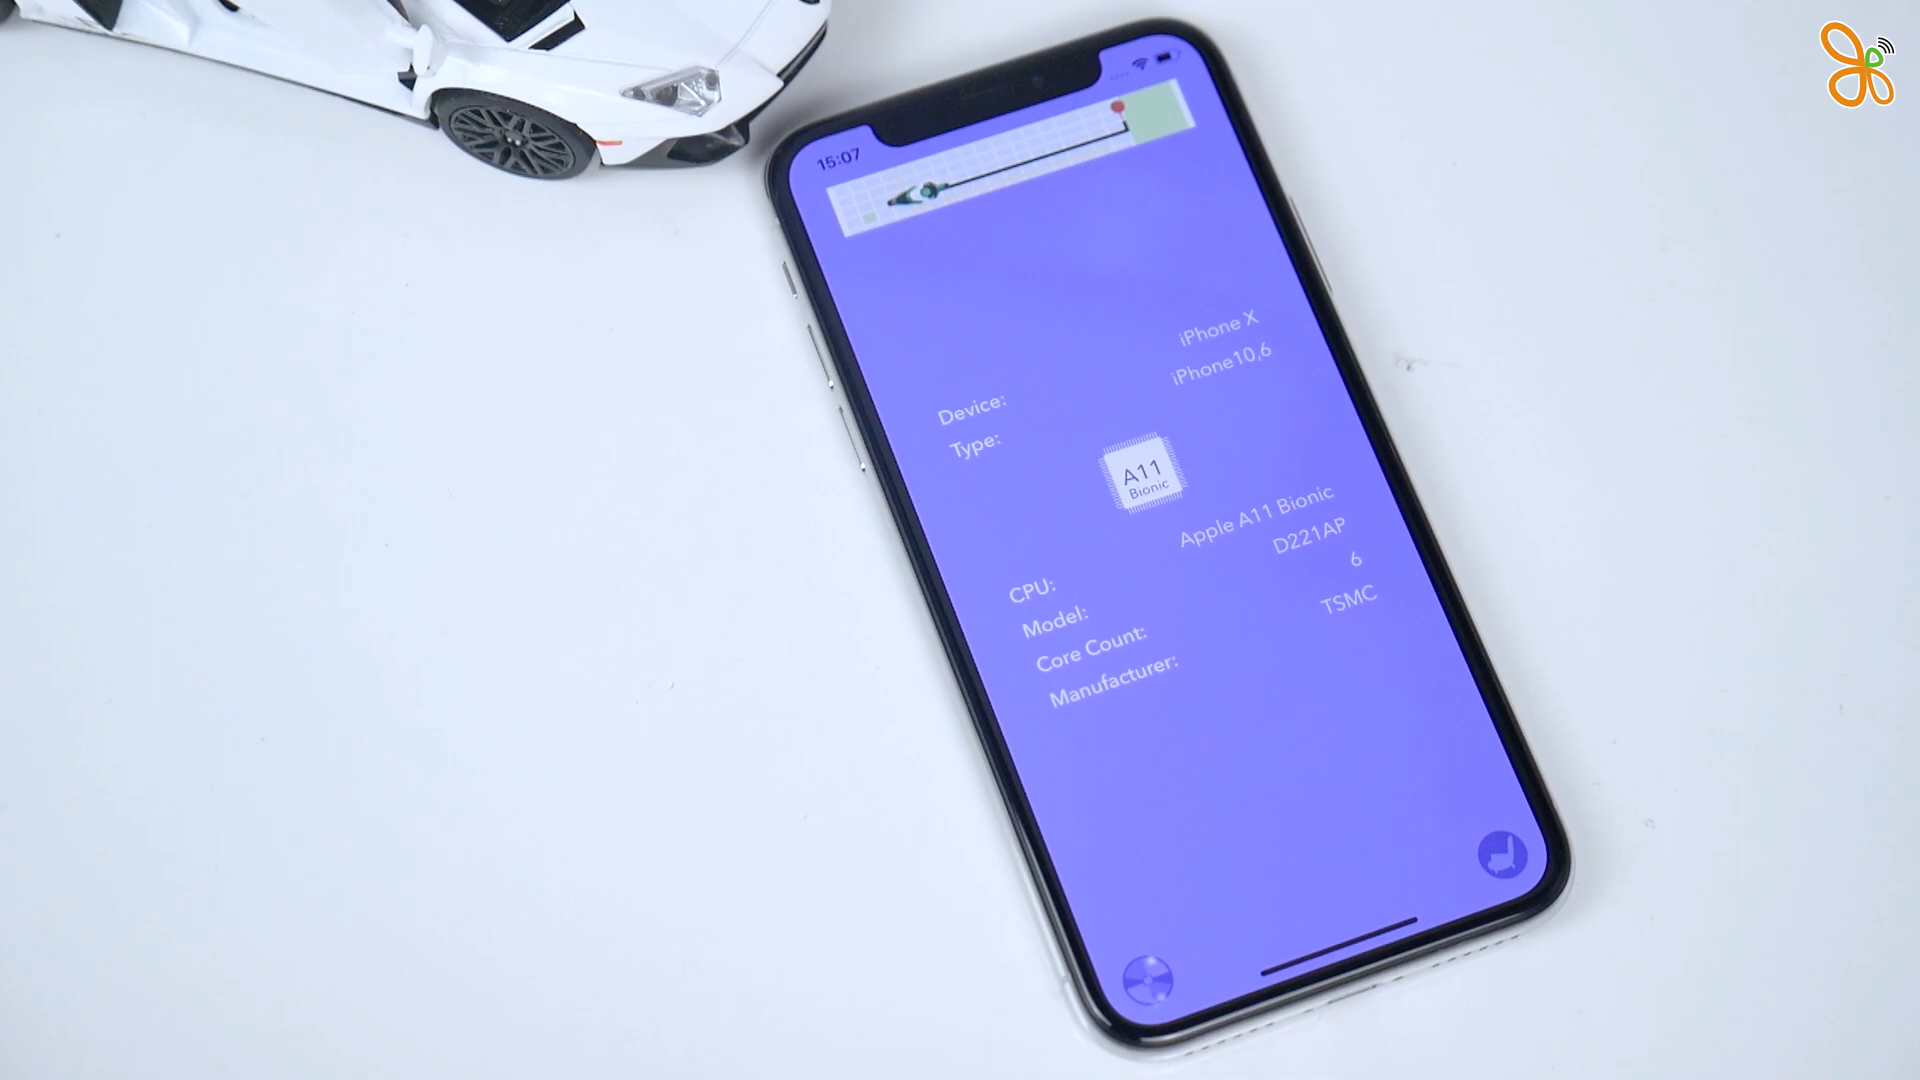 15:07
iPhone X
iPhone10,6
Device:
Type:
A11
Bionic
Apple A11 Bionic
D221AP
6
TSMC
CPU:
Model:
Core Count:
Manufacturer: